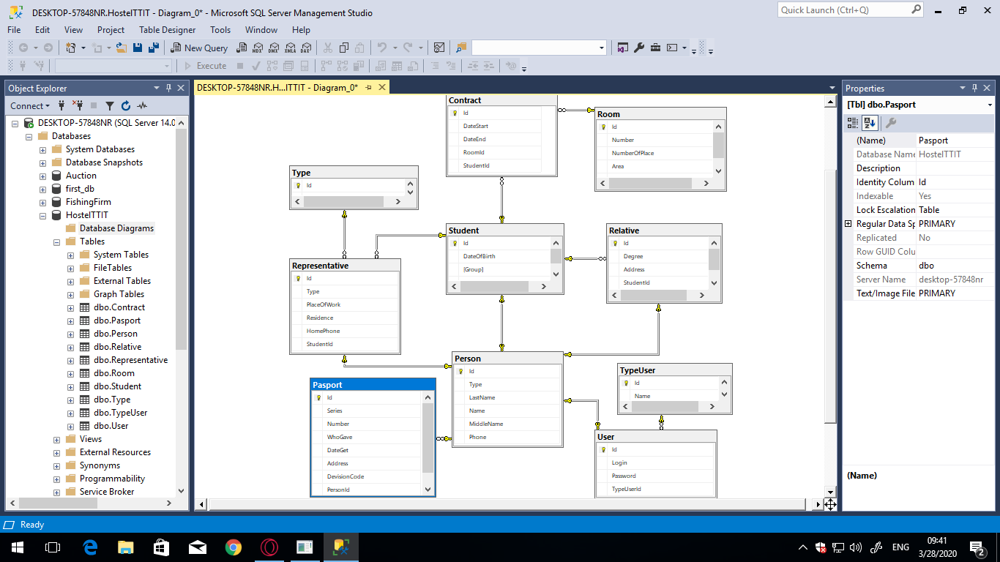 DESKTOP-57848NR.HostelTTIT - Diagram_0* - Microsoft SQL Server Management Studio
Quick Launch (Ctrl+Q)
File Edit View Project Table Designer Tools Window Help
New Query MDX DMX XMLA DAX
Execute
Object Explorer
Connect
DESKTOP-57848NR (SQL Server 14.0
Databases
System Databases
Database Snapshots
Auction
first_db
FishingFirm
HostelTTIT
Database Diagrams
Tables
System Tables
FileTables
External Tables
Graph Tables
dbo.Contract
dbo.Pasport
dbo.Person
dbo.Relative
dbo.Representative
dbo.Room
dbo.Student
dbo.Type
dbo.TypeUser
dbo.User
Views
External Resources
Synonyms
Programmability
Service Broker
DESKTOP-57848NR.H...ITTIT - Diagram_0*
Contract
Id
DateStart
DateEnd
RoomId
StudentId
Room
Id
Number
NumberOfPlace
Area
Type
Id
Student
Id
DateOfBirth
[Group]
Relative
Id
Degree
Address
StudentId
Representative
Id
Type
PlaceOfWork
Residence
HomePhone
StudentId
Person
Id
Type
LastName
Name
MiddleName
Phone
TypeUser
Id
Name
Pasport
Id
Series
Number
WhoGave
DateGet
Address
DevisionCode
PersonId
User
Id
Login
Password
TypeUserId
Properties
[Tbl] dbo.Pasport
(Name) Pasport
Database Name HostelTTIT
Description
Identity Colum Id
Indexable Yes
Lock Escalation Table
Regular Data Sp PRIMARY
Replicated No
Row GUID Colu
Schema dbo
Server Name desktop-57848nr
Text/Image File PRIMARY
(Name)
Ready
ENG
09:41
3/28/2020
2